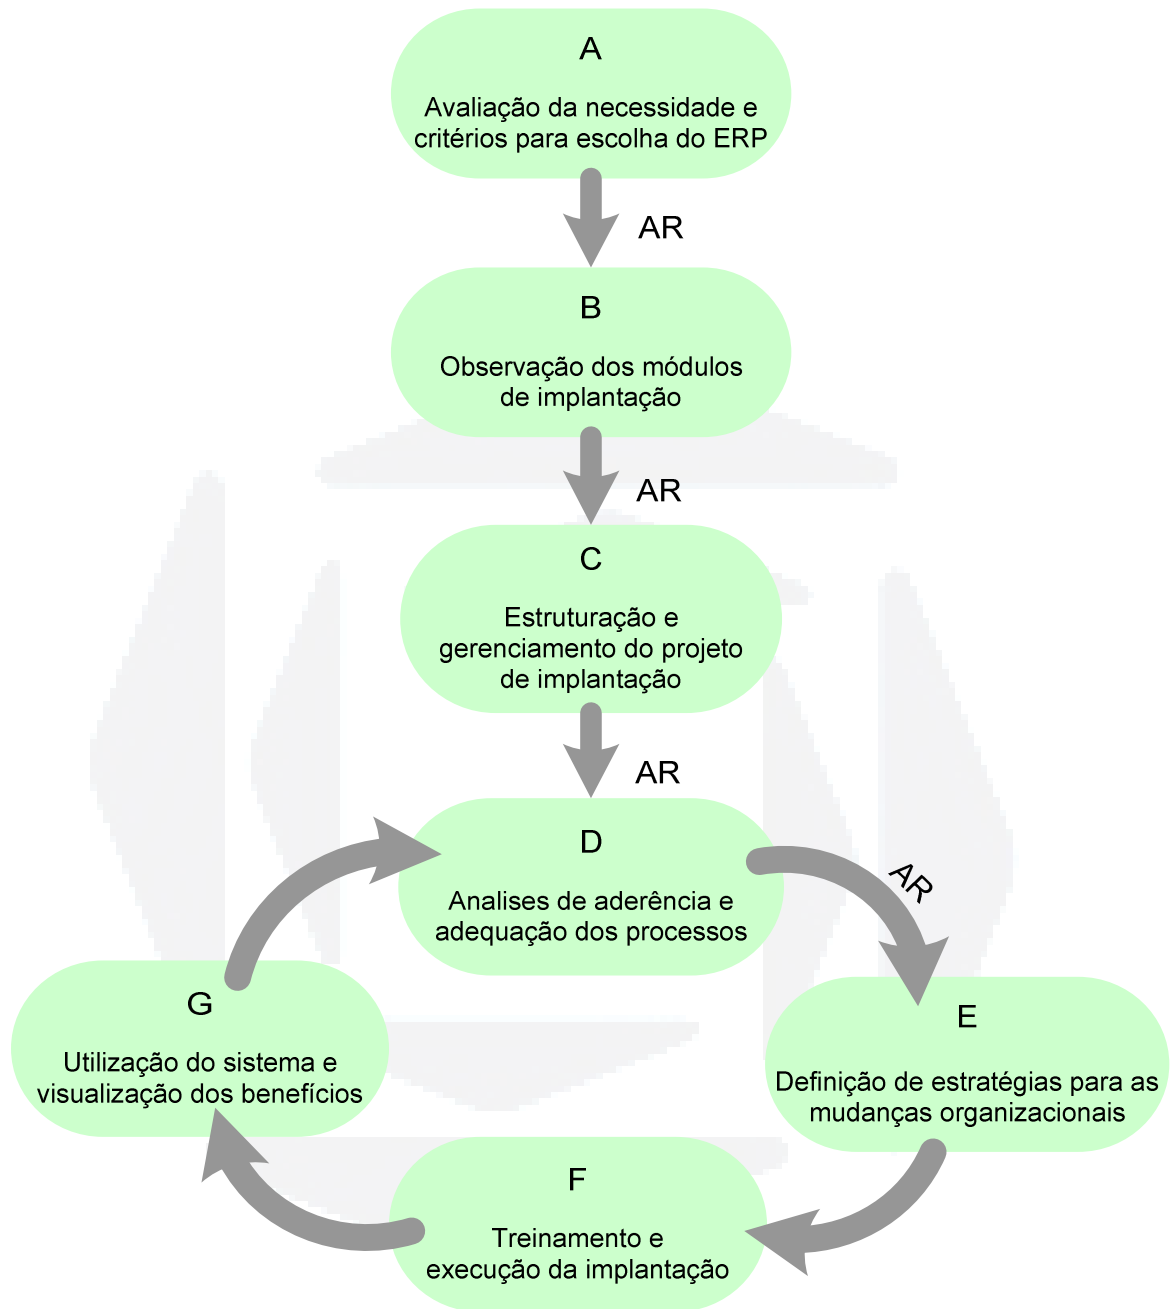 A
Avaliação da necessidade e
critérios para escolha do ERP
AR
B
Observação dos módulos
de implantação
AR
C
Estruturação e
gerenciamento do projeto
de implantação
AR
D
Analises de aderência e
adequação dos processos
AR
E
Definição de estratégias para as
mudanças organizacionais
F
Treinamento e
execução da implantação
G
Utilização do sistema e
visualização dos benefícios